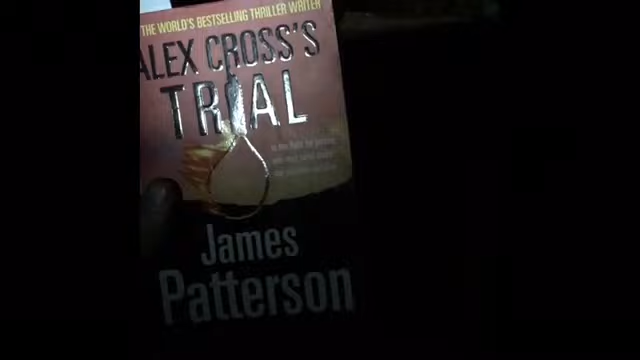 THE WORLD'S BESTSELLING THRILLER WRITER
ALEX CROSS'S
TRIAL
James
Patterson